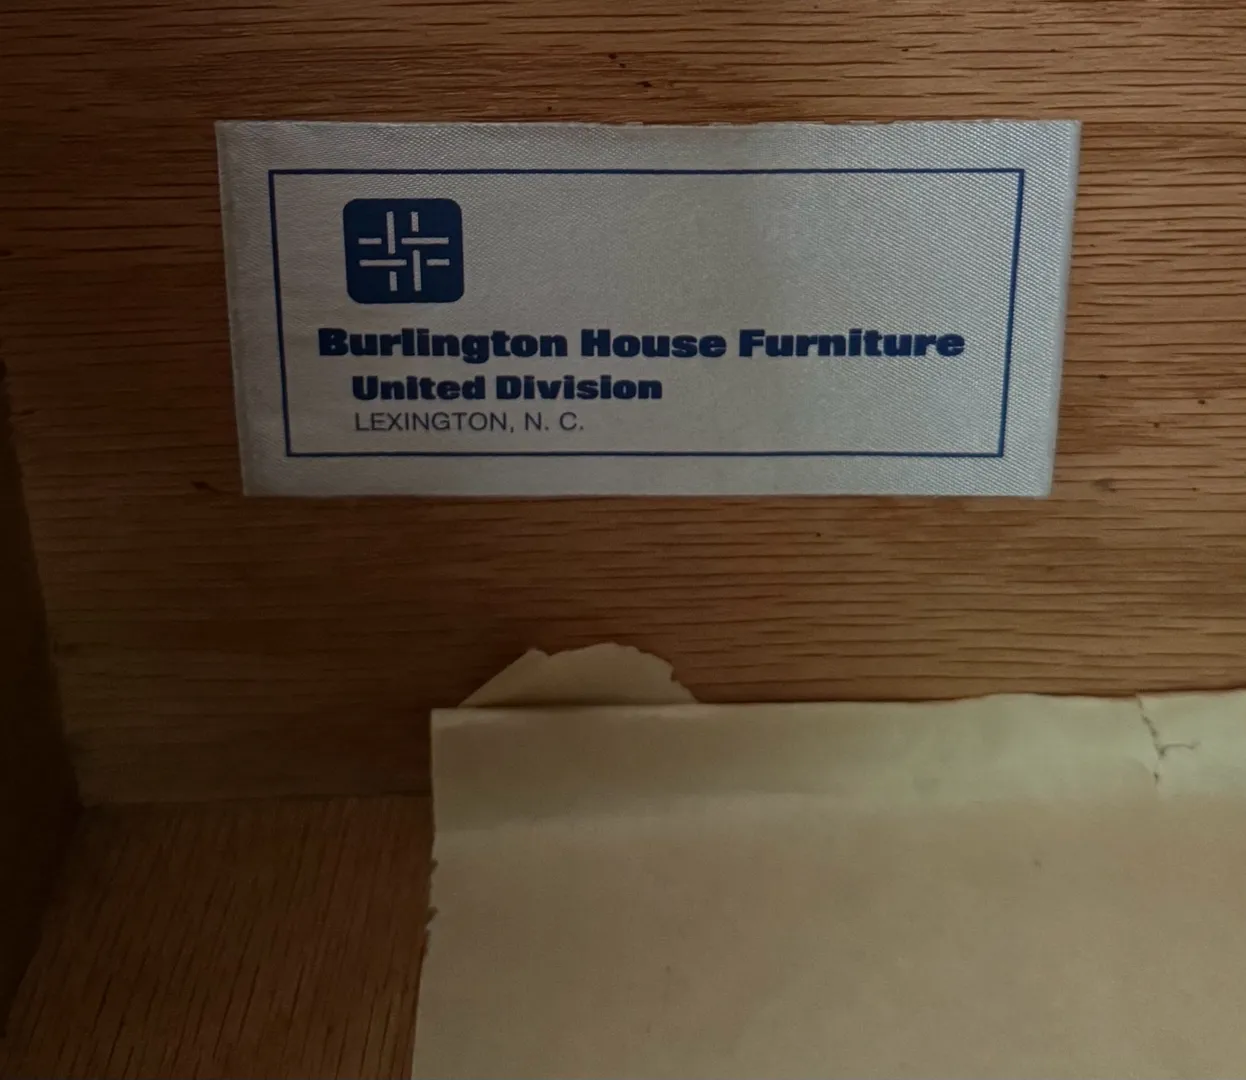 Burlington House Furniture
United Division
LEXINGTON, N. C.